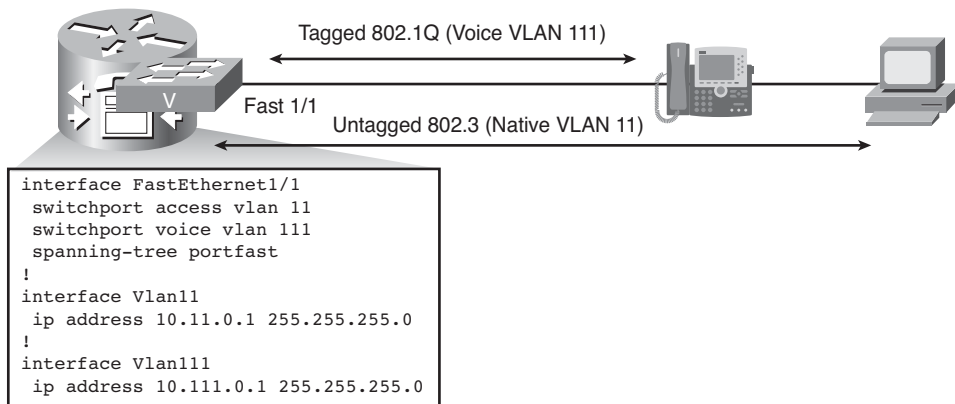 Tagged 802.1Q (Voice VLAN 111)
V
Fast 1/1
Untagged 802.3 (Native VLAN 11)
interface FastEthernet1/1
switchport access vlan 11
switchport voice vlan 111
spanning-tree portfast
!
interface Vlan11
ip address 10.11.0.1 255.255.255.0
!
interface Vlan111
ip address 10.111.0.1 255.255.255.0